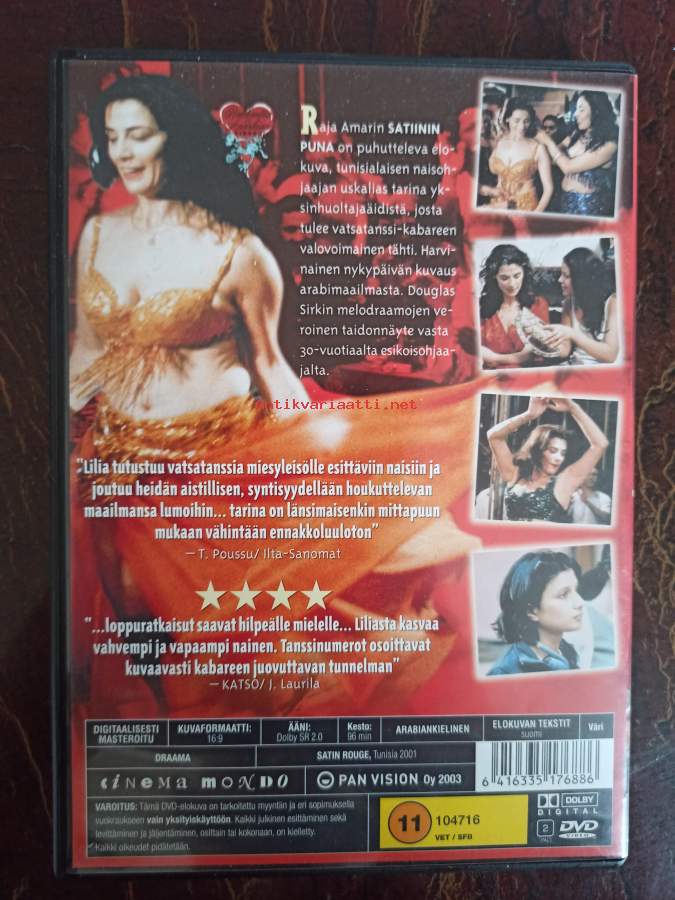 Raja Amarin SATIININ
PUNA on puhutteleva elo-
kuva, tunisialaisen naisoh-
jaajan uskallas tarina yk-
sinhuoltajaäidistä, josta
tulee vatsatanssi-kabareen
valovoimainen tähti. Harvi-
nainen nykypäivän kuvaus
arabimaailmasta. Douglas
Sirkin melodraamojen ve-
roinen taidonnäyte vasta
30-vuotiaalta esikoisohjaa-
jalta.
antikvariaatti.net
"Lilia tutustuu vatsatanssia miesyleisölle esittäviin naisiin ja
joutuu heidän aistillisen, syntisyydellään houkuttelevan
maailmansa lumoihin... tarina on länsimaisenkin mittapuun
mukaan vähintään ennakkoluuloton"
– T. Poussu/ Ilta-Sanomat
"...loppuratkaisut saavat hilpeälle mielelle... Liliasta kasvaa
vahvempi ja vapaampi nainen. Tanssinumerot osoittavat
kuvaavasti kabareen juovuttavan tunnelman"
– KATSO/ J. Laurila
DIGITAALISESTI
MASTEROITU
KUVAFORMAATTI:
16:9
ÄÄNI:
Dolby SR 2.0
Kesto:
96 min
ARABIANKIELINEN
ELOKUVAN TEKSTIT
suomi
Väri
DRAAMA
SATIN ROUGE, Tunisia 2001
CINEMA MONDO
PAN VISION Oy 2003
6 416335 176886
VAROITUS: Tämä DVD-elokuva on tarkoitettu myyntiin ja eri sopimuksella
vuokraukseen vain yksityiskäyttöön. Kaikki julkinen esittäminen sekä
levittäminen ja jäljentäminen, osittain tai kokonaan, on kielletty.
Kaikki oikeudet pidätetään.
11 104716
VET / SFB
DOLBY
DIGITAL
2
PAL
DVD
VIDEO